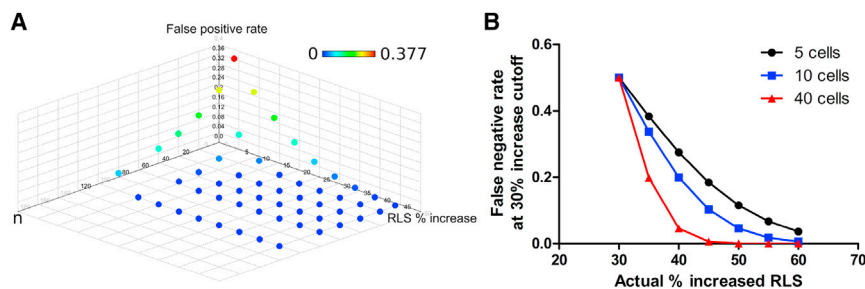 A
False positive rate
0 0.377
0.36
0.32
0.28
0.24
0.20
0.16
0.12
0.08
0.04
0.0
120
80
60
40
20
5
10
15
20
25
30
35
40
45
n
RLS % increase
B
False negative rate
at 30% increase cutoff
0.6
0.4
0.2
0.0
20 30 40 50 60 70
Actual % increased RLS
5 cells
10 cells
40 cells